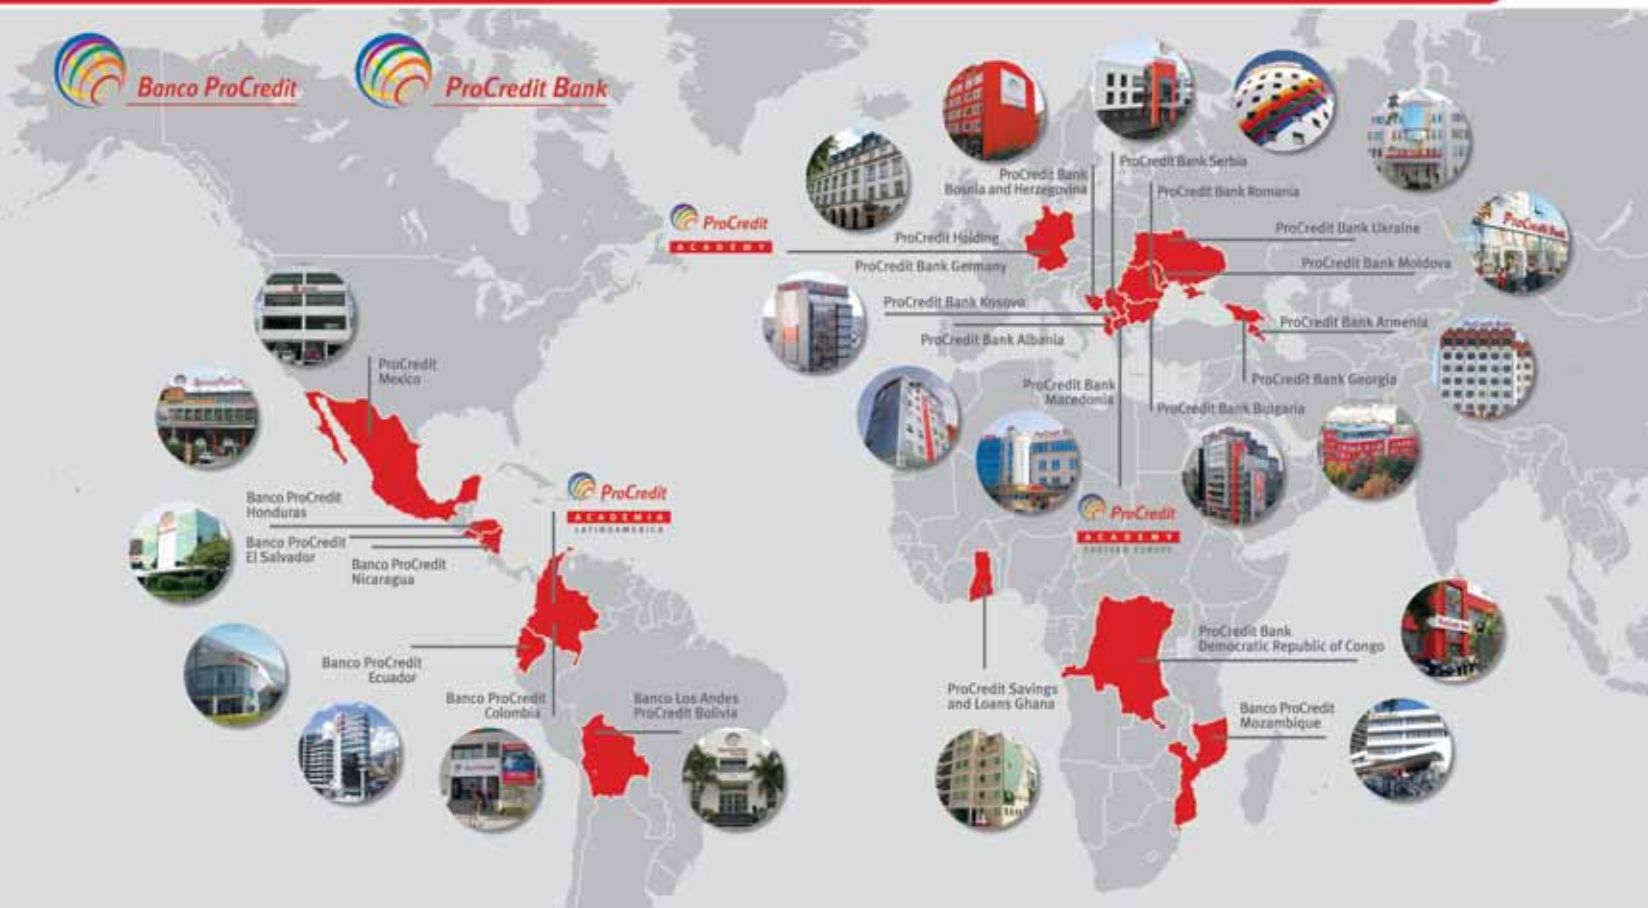 Banco ProCredit
ProCredit Bank
ProCredit
ACADEMY
ProCredit Bank
Bosnia and Herzegovina
ProCredit Bank Serbia
ProCredit Bank Romania
ProCredit Holding
ProCredit Bank Germany
ProCredit Bank Ukraine
ProCredit Bank Moldova
ProCredit Bank Kosovo
ProCredit Bank Albania
ProCredit Bank Armenia
ProCredit Bank
Macedonia
ProCredit Bank Georgia
ProCredit Bank Bulgaria
ProCredit Bank
ProCredit
Mexico
Banco ProCredit
Honduras
Banco ProCredit
El Salvador
Banco ProCredit
Nicaragua
ProCredit
ACADEMIA
LATINOAMERICA
ProCredit
ACADEMY
EASTERN EUROPE
Banco ProCredit
Ecuador
Banco ProCredit
Colombia
Banco Los Andes
ProCredit Bolivia
ProCredit Savings
and Loans Ghana
ProCredit Bank
Democratic Republic of Congo
Banco ProCredit
Mozambique